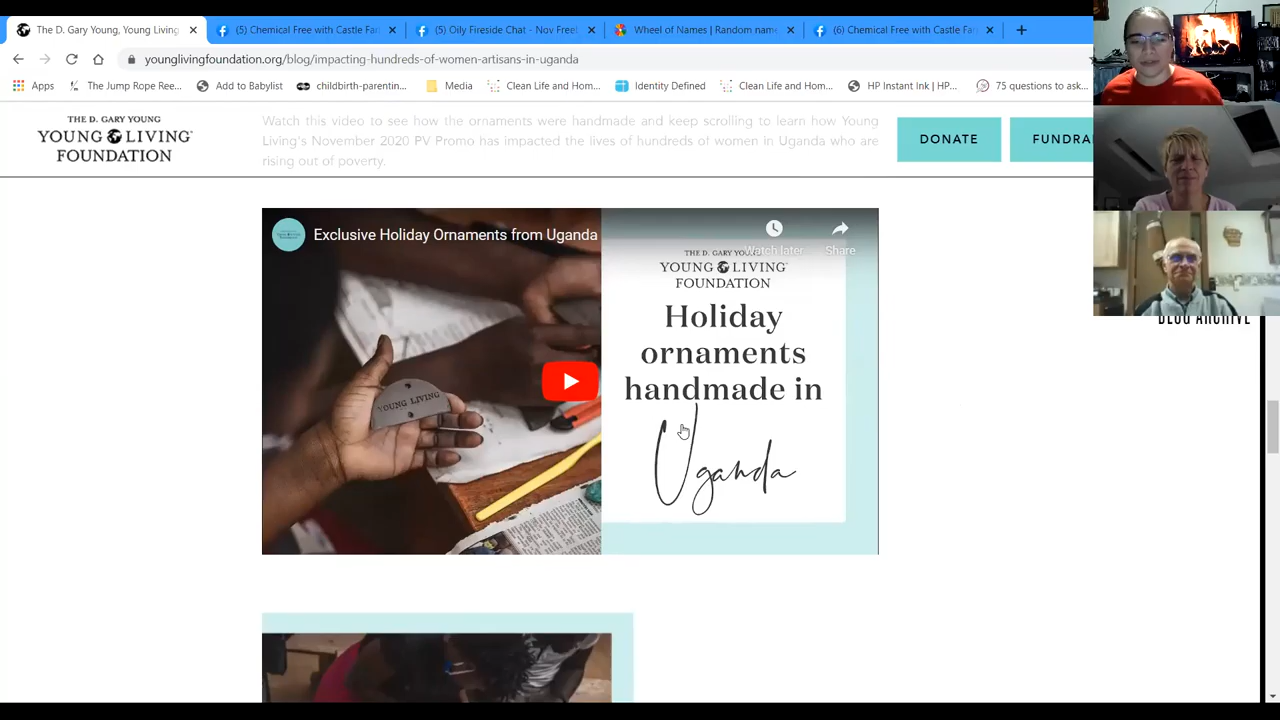 The D. Gary Young, Young Living
(5) Chemical Free with Castle Far
(5) Oily Fireside Chat - Nov Free!
Wheel of Names | Random name
(6) Chemical Free with Castle Far
younglivingfoundation.org/blog/impacting-hundreds-of-women-artisans-in-uganda
Apps
The Jump Rope Ree...
Add to Babylist
childbirth-parentin...
Media
Clean Life and Hom...
Identity Defined
Clean Life and Hom...
HP Instant Ink | HP...
75 questions to ask...
THE D. GARY YOUNG
YOUNG LIVING
FOUNDATION
Watch this video to see how the ornaments were handmade and keep scrolling to learn how Young
Living's November 2020 PV Promo has impacted the lives of hundreds of women in Uganda who are
rising out of poverty.
DONATE
FUNDRA
Exclusive Holiday Ornaments from Uganda
Watch later
Share
YOUNG LIVING
THE D. GARY YOUNG
YOUNG LIVING
FOUNDATION
Holiday
ornaments
handmade in
Uganda
BLOG ARCHIVE